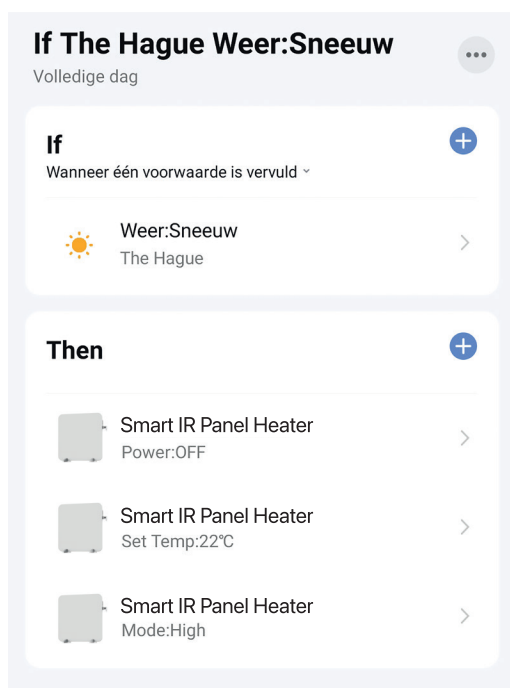 If The Hague Weer:Sneeuw
Volledige dag
If
Wanneer één voorwaarde is vervuld
Weer:Sneeuw
The Hague
Then
Smart IR Panel Heater
Power:OFF
Smart IR Panel Heater
Set Temp:22℃
Smart IR Panel Heater
Mode:High